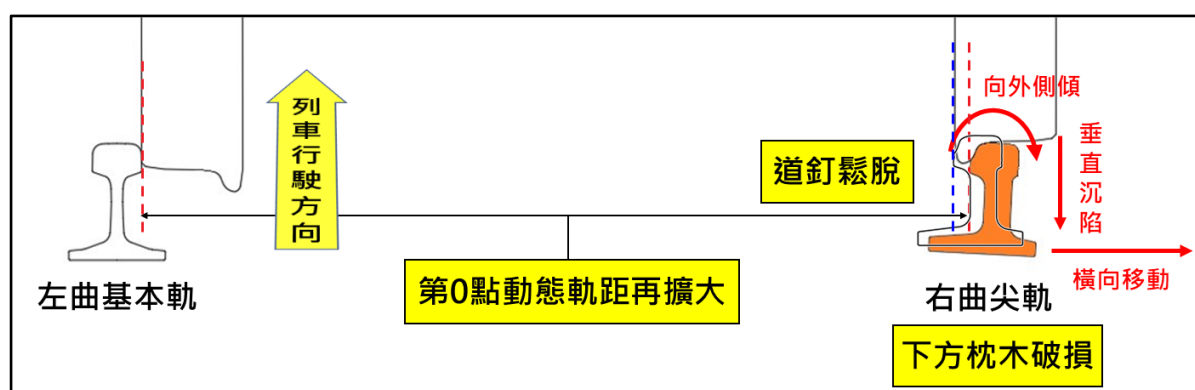 列車行駛方向
向外側傾
垂直沉陷
道釘鬆脫
第0點動態軌距再擴大
橫向移動
左曲基本軌
右曲尖軌
下方枕木破損